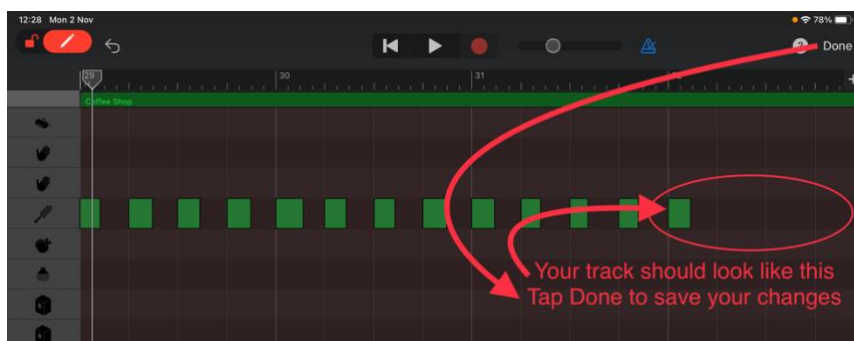 12:28 Mon 2 Nov
78%
? Done
29 30 31
Coffee Shop
Your track should look like this
Tap Done to save your changes